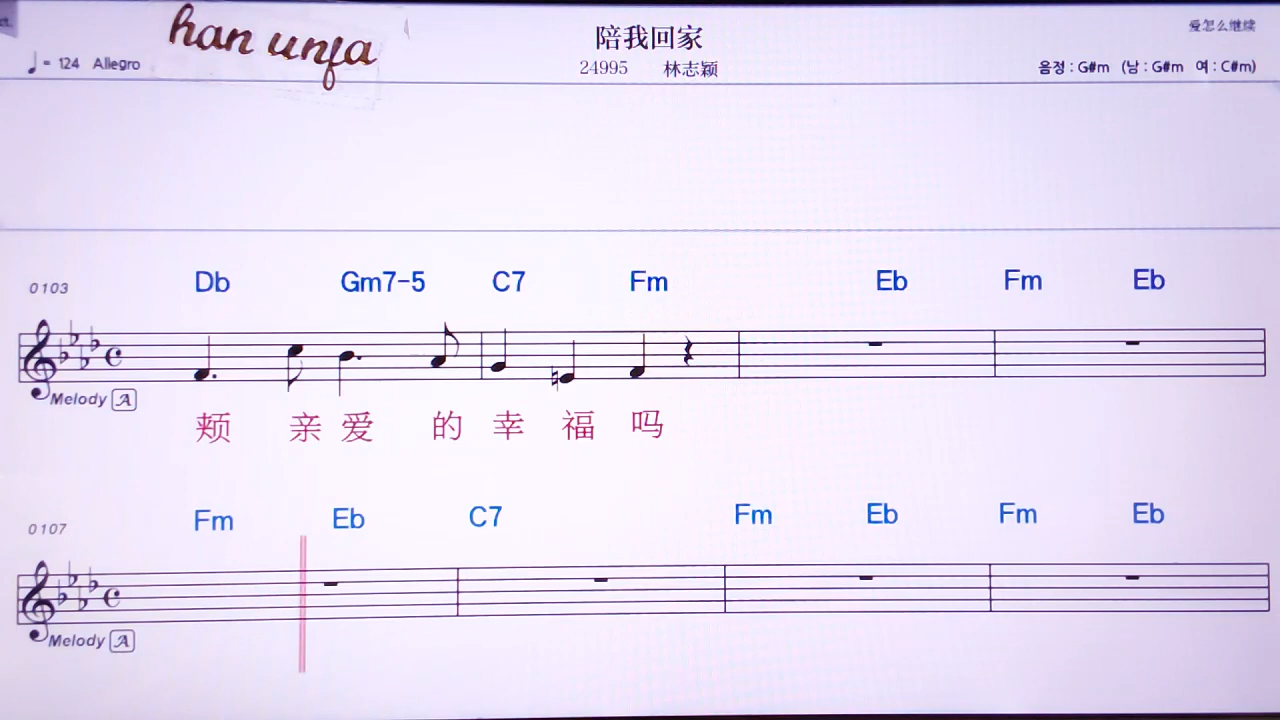 han unfa
陪我回家
爱怎么继续
♩= 124 Allegro
24995 林志颖
음정 : G#m (남 : G#m 여 : C#m)
0103
Db Gm7-5 C7 Fm Eb Fm Eb
Melody A
颊 亲 爱 的 幸 福 吗
0107
Fm Eb C7 Fm Eb Fm Eb
Melody A